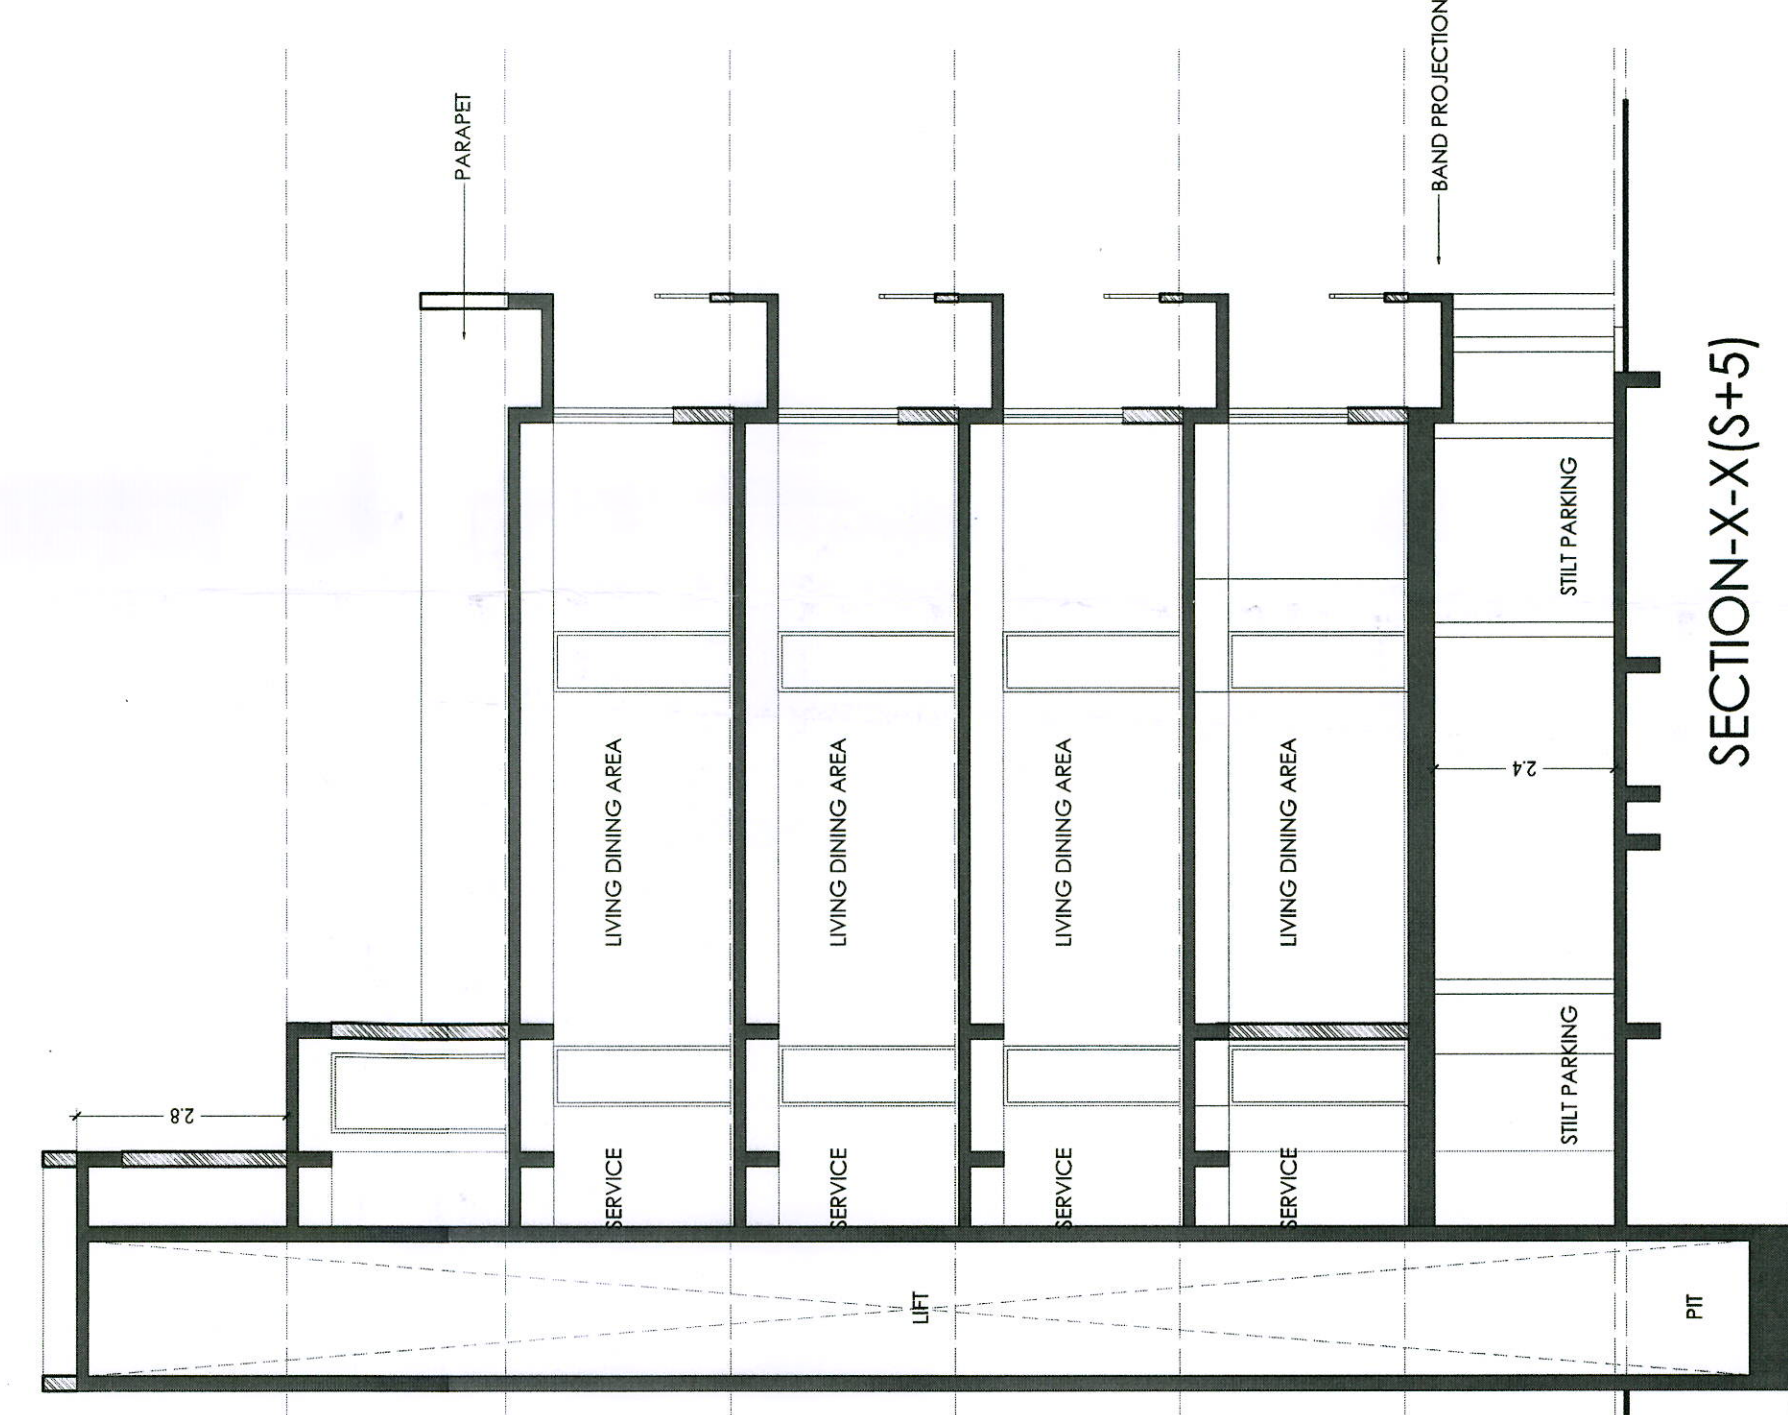 PARAPET
BAND PROJECTION
2.8
LIVING DINING AREA
SERVICE
LIVING DINING AREA
SERVICE
LIVING DINING AREA
SERVICE
LIVING DINING AREA
SERVICE
STILT PARKING
2.4
STILT PARKING
LIFT
PIT
SECTION-X-X(S+5)